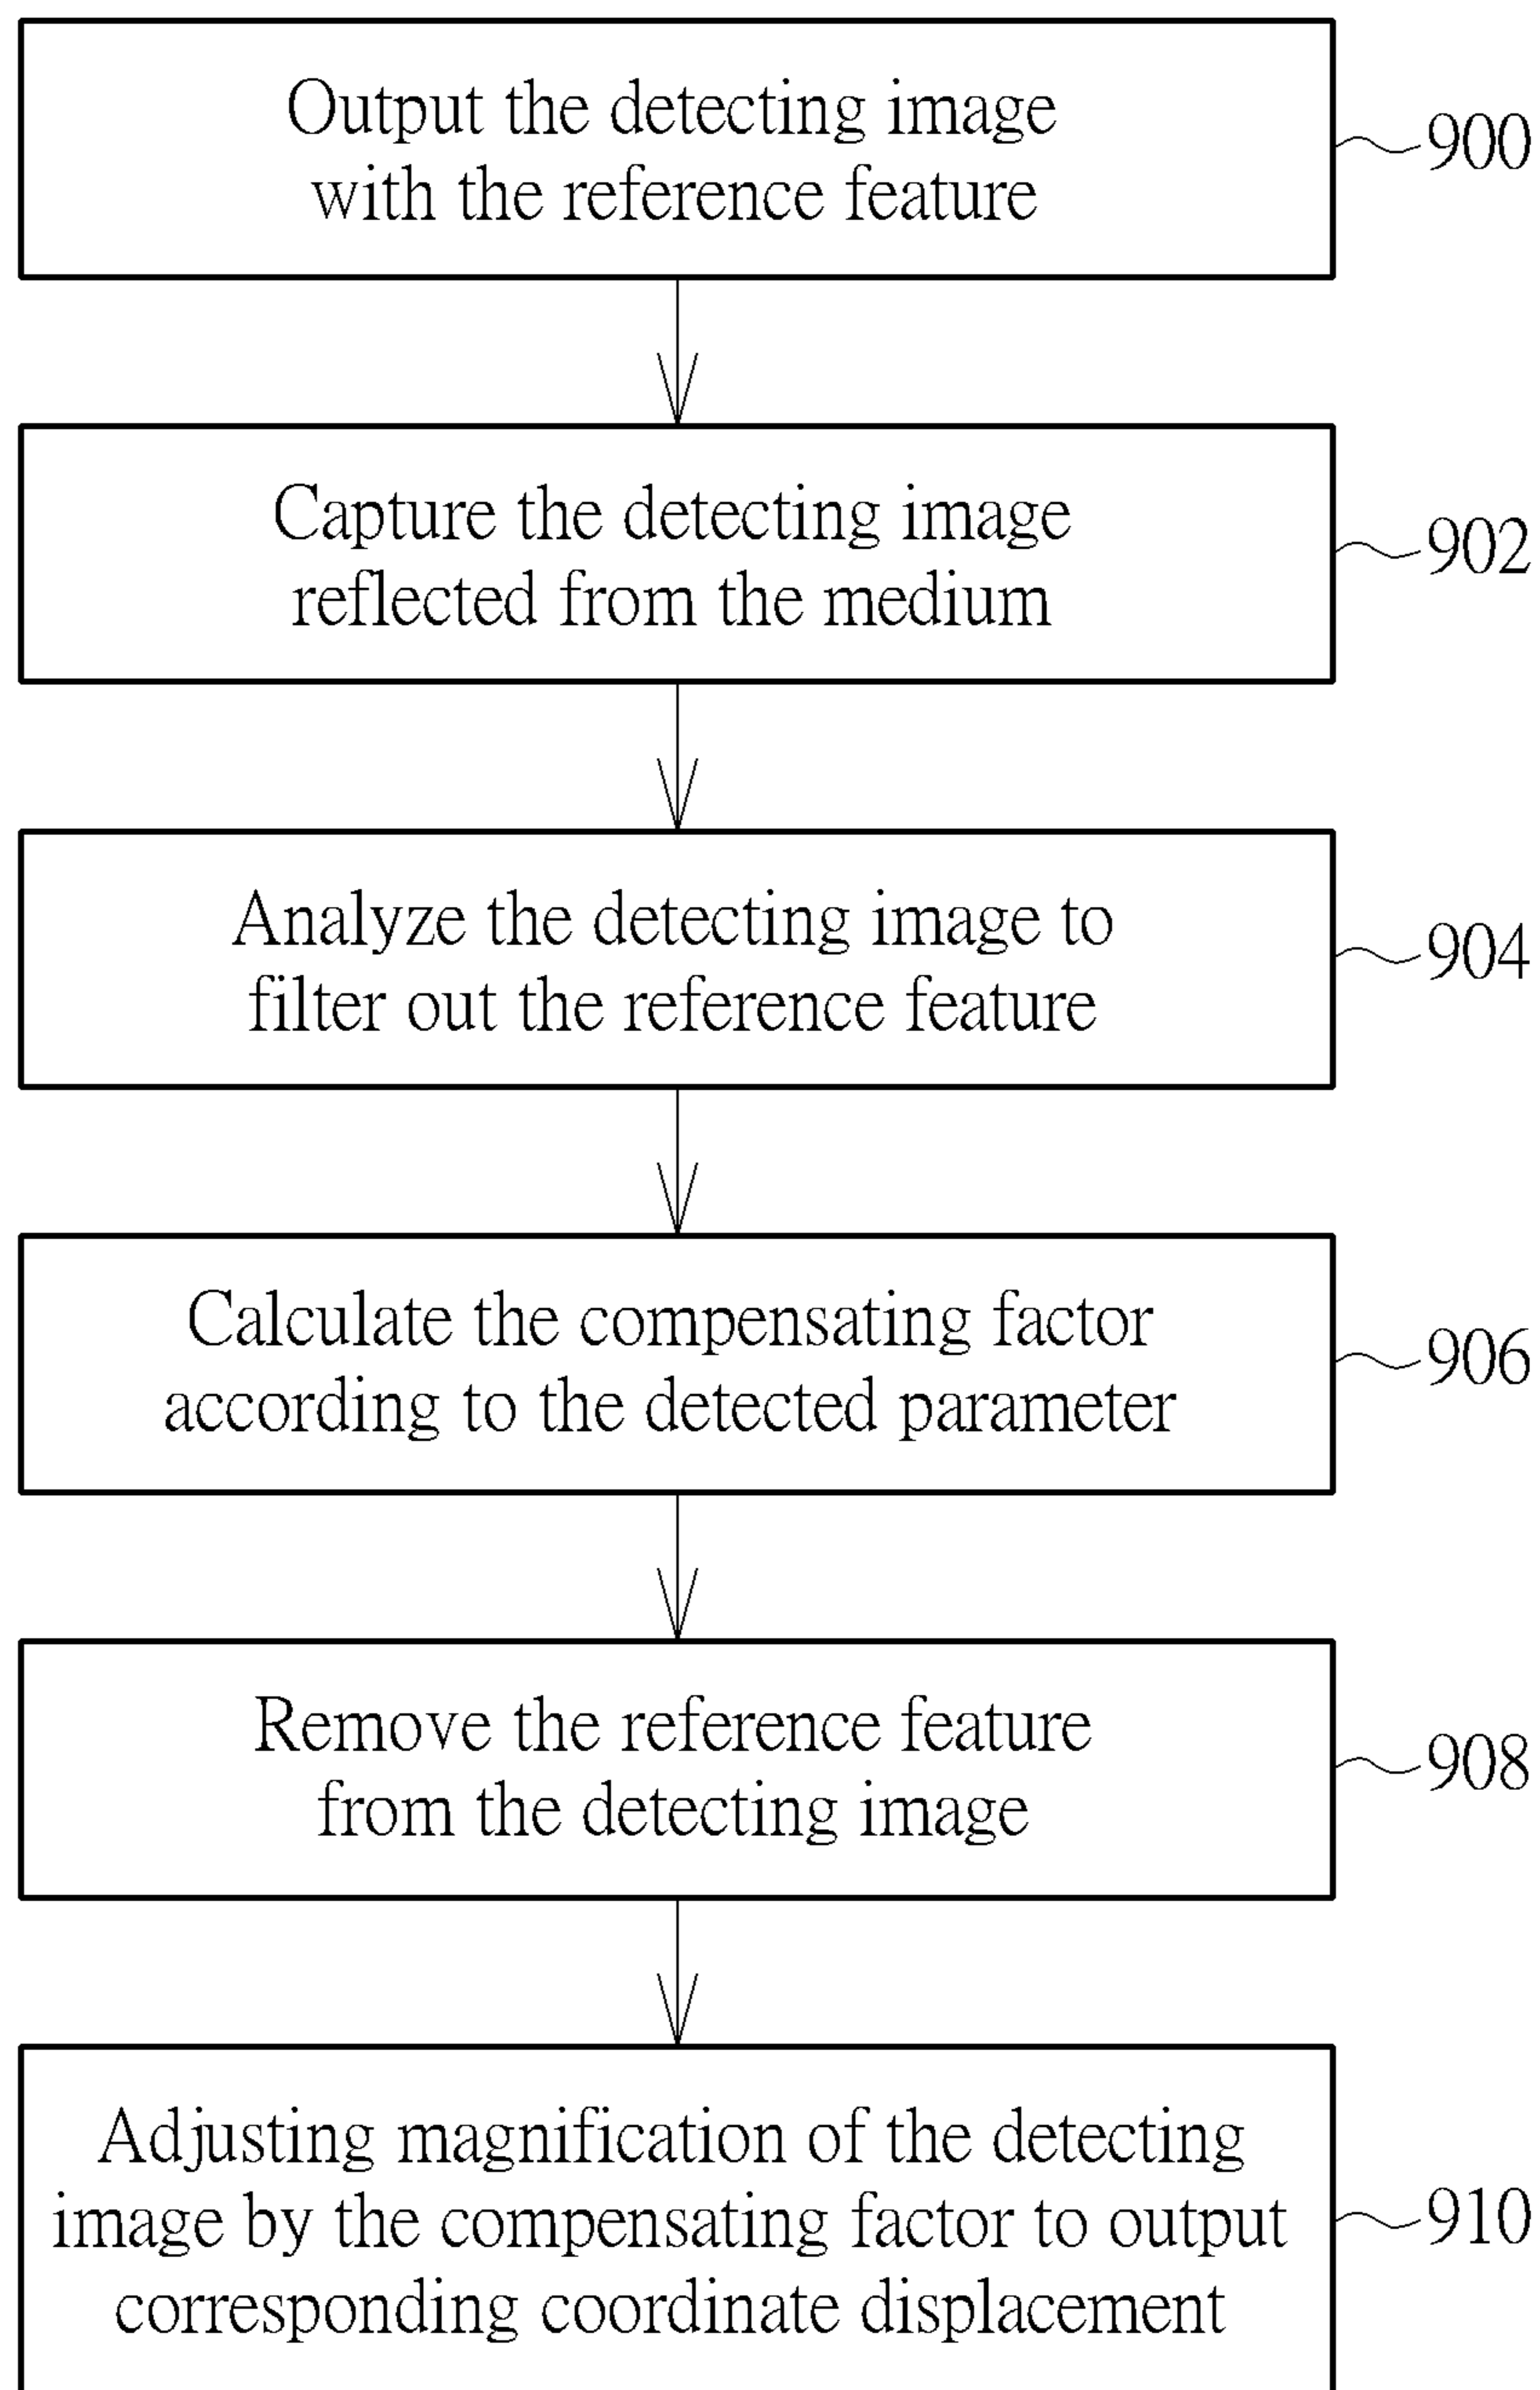 Output the detecting image
with the reference feature
900
Capture the detecting image
reflected from the medium
902
Analyze the detecting image to
filter out the reference feature
904
Calculate the compensating factor
according to the detected parameter
906
Remove the reference feature
from the detecting image
908
Adjusting magnification of the detecting
image by the compensating factor to output
corresponding coordinate displacement
910